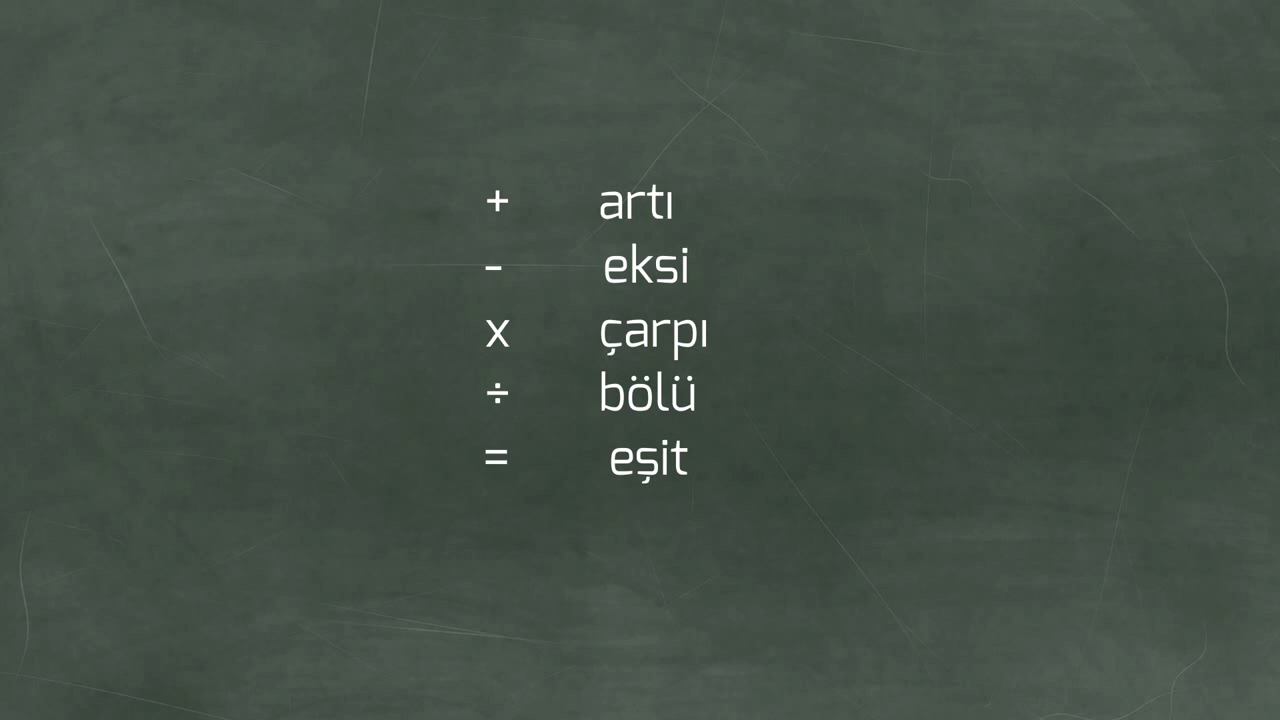 + artı
- eksi
x çarpı
÷ bölü
= eşit